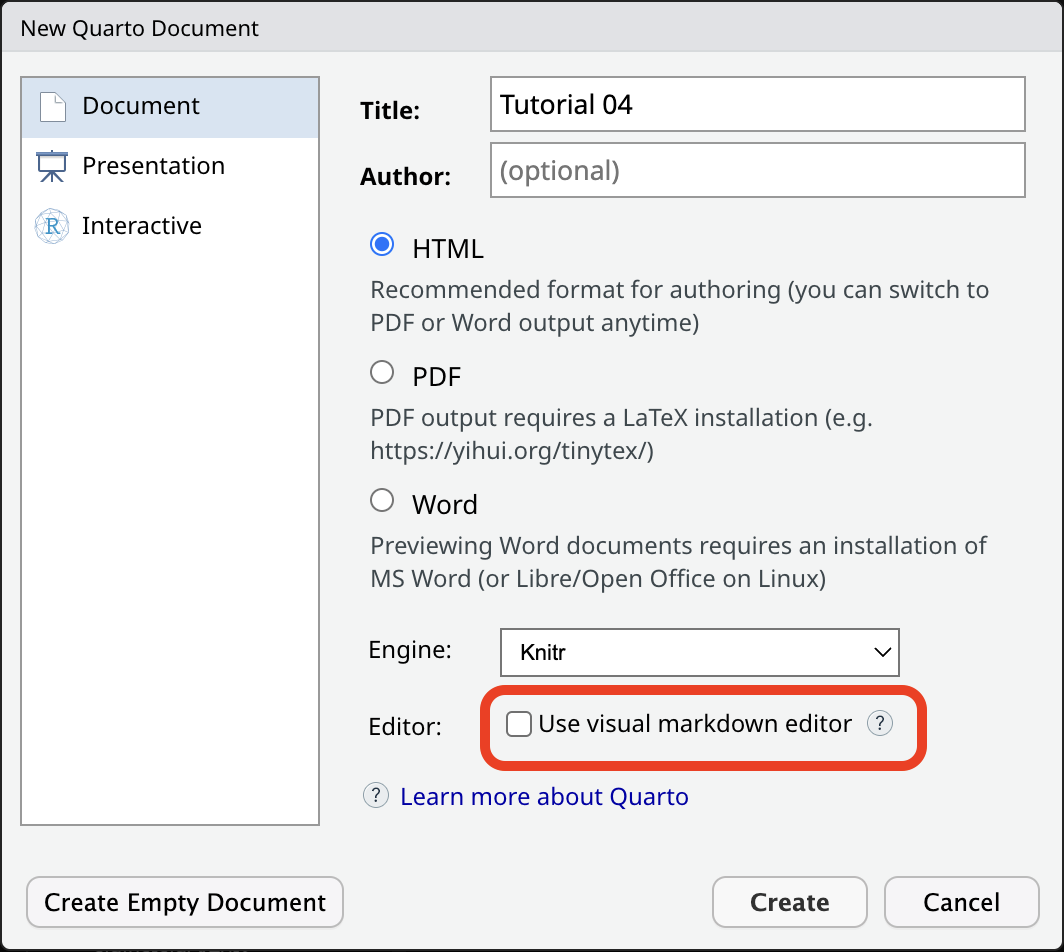 New Quarto Document
Document
Presentation
R
Interactive
Title:
Tutorial 04
Author:
(optional)
HTML
Recommended format for authoring (you can switch to
PDF or Word output anytime)
PDF
PDF output requires a LaTeX installation (e.g.
https://yihui.org/tinytex/)
Word
Previewing Word documents requires an installation of
MS Word (or Libre/Open Office on Linux)
Engine:
Knitr
Editor:
Use visual markdown editor ?
? Learn more about Quarto
Create Empty Document
Create
Cancel